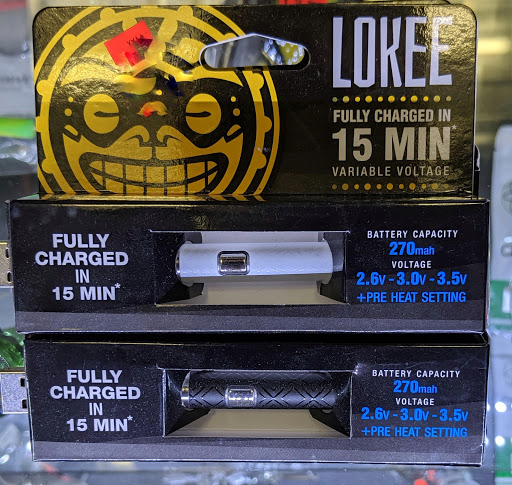 LOKEE
FULLY CHARGED IN
15 MIN*
VARIABLE VOLTAGE
FULLY
CHARGED
IN
15 MIN*
BATTERY CAPACITY
270mah
VOLTAGE
2.6v - 3.0v - 3.5v
+PRE HEAT SETTING
FULLY
CHARGED
IN
15 MIN*
BATTERY CAPACITY
270mah
VOLTAGE
2.6v - 3.0v - 3.5v
+PRE HEAT SETTING